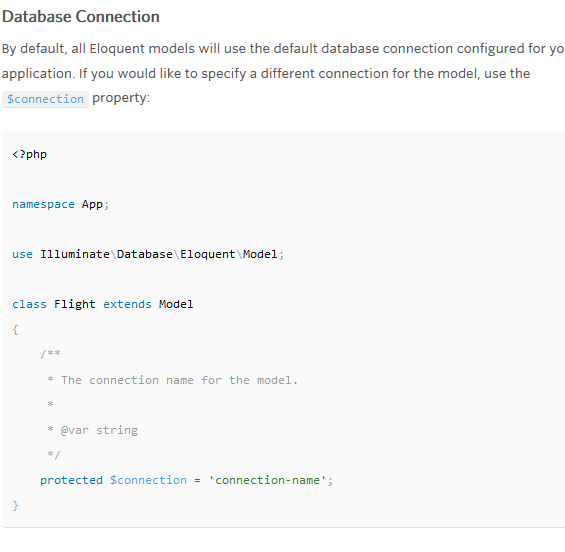 Database Connection
By default, all Eloquent models will use the default database connection configured for yo
application. If you would like to specify a different connection for the model, use the
$connection property:
<?php
namespace App;
use Illuminate\Database\Eloquent\Model;
class Flight extends Model
{
/**
* The connection name for the model.
*
* @var string
*/
protected $connection = 'connection-name';
}